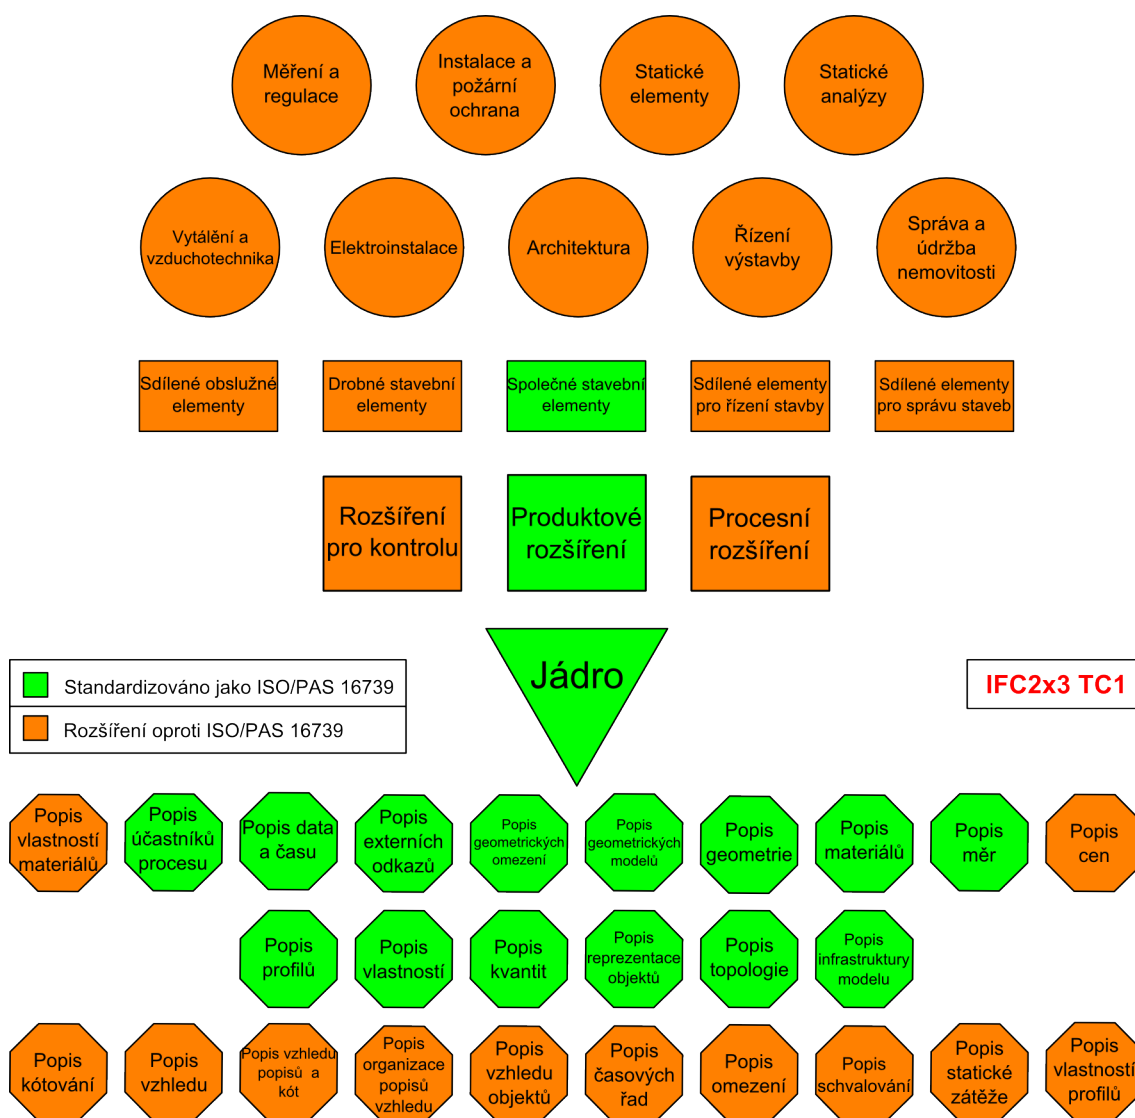 Měření a
regulace
Instalace a
požární
ochrana
Statické
elementy
Statické
analýzy
Vytálění a
vzduchotechnika
Elektroinstalace
Architektura
Řízení
výstavby
Správa a
údržba
nemovitosti
Sdílené obslužné
elementy
Drobné stavební
elementy
Společné stavební
elementy
Sdílené elementy
pro řízení stavby
Sdílené elementy
pro správu staveb
Rozšíření
pro kontrolu
Produktové
rozšíření
Procesní
rozšíření
Jádro
Standardizováno jako ISO/PAS 16739
Rozšíření oproti ISO/PAS 16739
IFC2x3 TC1
Popis
vlastností
materiálů
Popis
účastníků
procesu
Popis data
a času
Popis
externích
odkazů
Popis
geometrických
omezení
Popis
geometrických
modelů
Popis
geometrie
Popis
materiálů
Popis
měr
Popis
cen
Popis
profilů
Popis
vlastností
Popis
kvantit
Popis
reprezentace
objektů
Popis
topologie
Popis
infrastruktury
modelu
Popis
kótování
Popis
vzhledu
Popis vzhledu
popisů a
kót
Popis
organizace
popisů
vzhledu
Popis
vzhledu
objektů
Popis
časových
řad
Popis
omezení
Popis
schvalování
Popis
statické
zátěže
Popis
vlastností
profilů